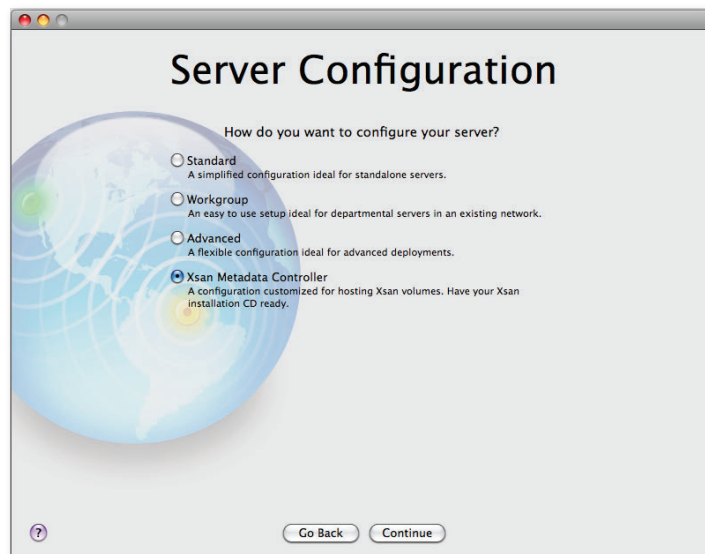 Server Configuration
How do you want to configure your server?
Standard
A simplified configuration ideal for standalone servers.
Workgroup
An easy to use setup ideal for departmental servers in an existing network.
Advanced
A flexible configuration ideal for advanced deployments.
Xsan Metadata Controller
A configuration customized for hosting Xsan volumes. Have your Xsan
installation CD ready.
?
Go Back
Continue